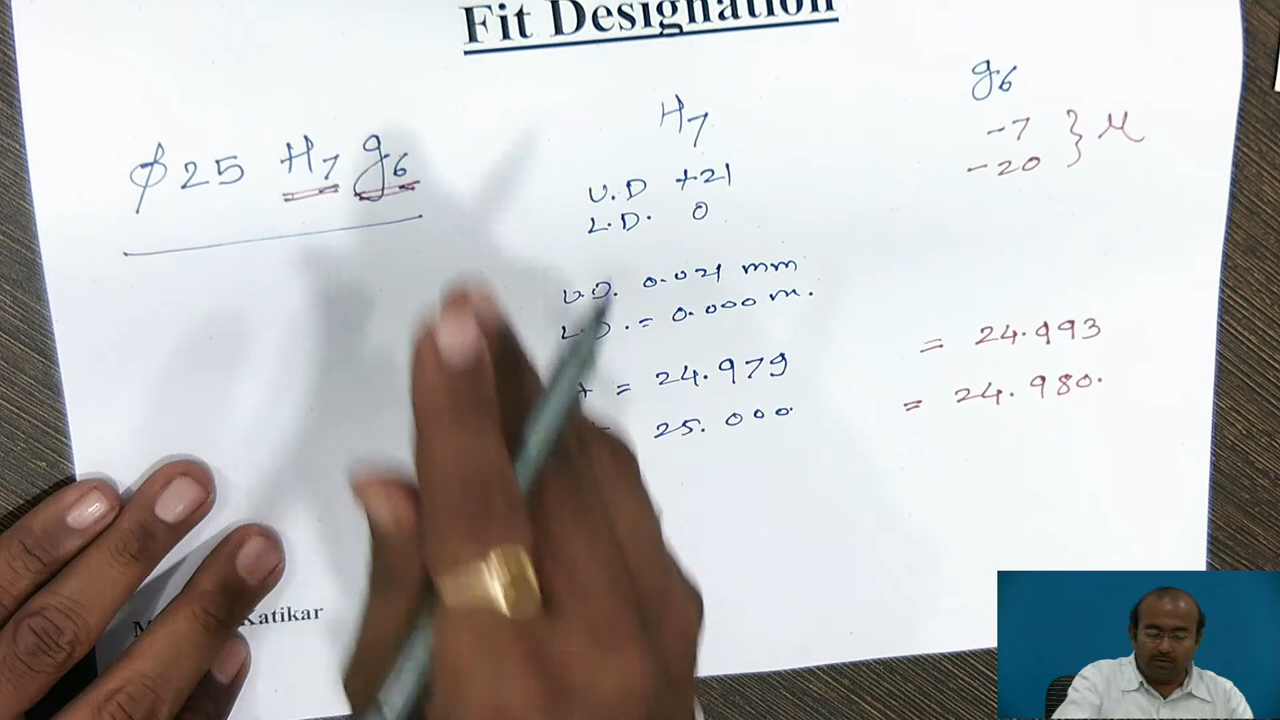 Fit Designation
ϕ25 H7 g6
H7
U.D +21
L.D. 0
U.D. 0.021 mm
L.D. = 0.000 m.
= 24.979
25.000
g6
-7 } μ
-20
= 24.993
= 24.980.
Katikar